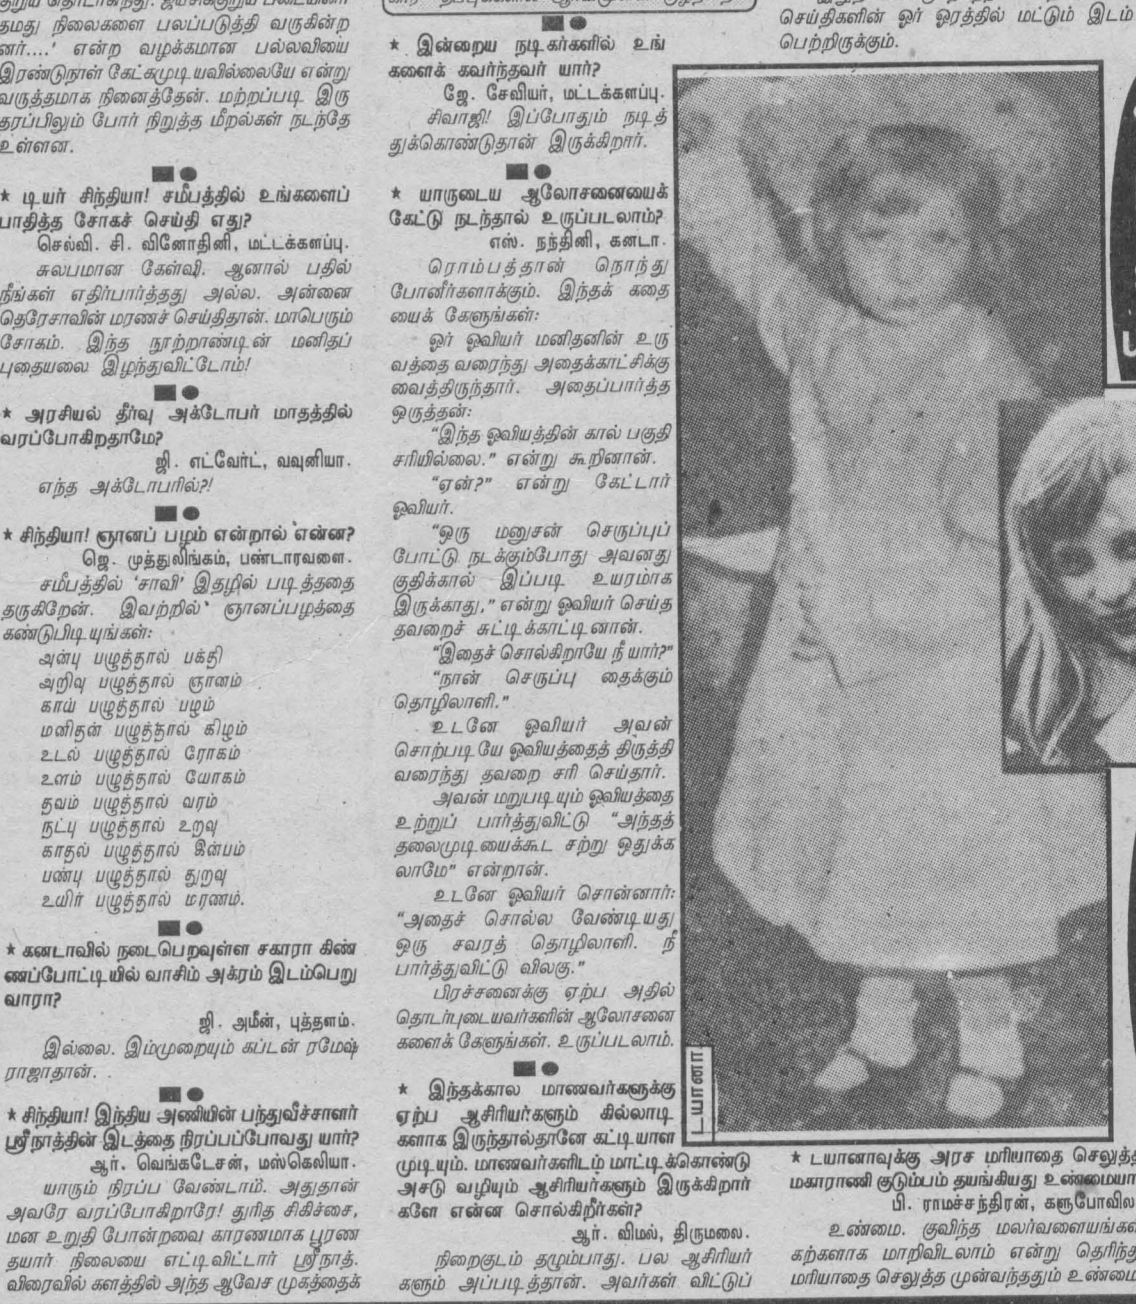 தமது நிலைகளை பலப்படுத்தி வருகின்ற
னர்....' என்ற வழக்கமான பல்லவியை
இரண்டுநாள் கேட்கமுடியவில்லையே என்று
வருத்தமாக நினைத்தேன். மற்றப்படி இரு
தரப்பிலும் போர் நிறுத்த மீறல்கள் நடந்தே
உள்ளன.
★ டியர் சிந்தியா! சமீபத்தில் உங்களைப்
பாதித்த சோகச் செய்தி எது?
செல்வி. சி. வினோதினி, மட்டக்களப்பு.
சுலபமான கேள்வி. ஆனால் பதில்
நீங்கள் எதிர்பார்த்தது அல்ல. அன்னை
தெரேசாவின் மரணச் செய்திதான். மாபெரும்
சோகம். இந்த நூற்றாண்டின் மனிதப்
புதையலை இழந்துவிட்டோம்!
★ அரசியல் தீர்வு அக்டோபர் மாதத்தில்
வரப்போகிறதாமே?
ஜி. எட்வேர்ட், வவுனியா.
எந்த அக்டோபரில்?!
★ சிந்தியா! ஞானப் பழம் என்றால் என்ன?
ஜெ. முத்துலிங்கம், பண்டாரவளை.
சமீபத்தில் 'சாவி' இதழில் படித்ததை
தருகிறேன். இவற்றில் ஞானப்பழத்தை
கண்டுபிடியுங்கள்:
அன்பு பழுத்தால் பக்தி
அறிவு பழுத்தால் ஞானம்
காய் பழுத்தால் பழம்
மனிதன் பழுத்தால் கிழம்
உடல் பழுத்தால் ரோகம்
உளம் பழுத்தால் யோகம்
தவம் பழுத்தால் வரம்
நட்பு பழுத்தால் உறவு
காதல் பழுத்தால் இன்பம்
பண்பு பழுத்தால் துறவு
உயிர் பழுத்தால் மரணம்.
★ கனடாவில் நடைபெறவுள்ள சகாரா கிண்
ணப்போட்டியில் வாசிம் அக்ரம் இடம்பெறு
வாரா?
ஜி. அமீன், புத்தளம்.
இல்லை. இம்முறையும் கப்டன் ரமேஷ்
ராஜாதான்.
★ சிந்தியா! இந்திய அணியின் பந்துவீச்சாளர்
ஸ்ரீநாத்தின் இடத்தை நிரப்பப்போவது யார்?
ஆர். வெங்கடேசன், மஸ்கெலியா.
யாரும் நிரப்ப வேண்டாம். அதுதான்
அவரே வரப்போகிறாரே! துரித சிகிச்சை,
மன உறுதி போன்றவை காரணமாக பூரண
தயார் நிலையை எட்டிவிட்டார் ஸ்ரீநாத்.
விரைவில் களத்தில் அந்த ஆவேச முகத்தைக்
★ இன்றைய நடிகர்களில் உங்
களைக் கவர்ந்தவர் யார்?
ஜே. சேவியர், மட்டக்களப்பு.
சிவாஜி! இப்போதும் நடித்
துக்கொண்டுதான் இருக்கிறார்.
★ யாருடைய ஆலோசனையைக்
கேட்டு நடந்தால் உருப்படலாம்?
எஸ். நந்தினி, கனடா.
ரொம்பத்தான் நொந்து
போனீர்களாக்கும். இந்தக் கதை
யைக் கேளுங்கள்:
ஓர் ஓவியர் மனிதனின் உரு
வத்தை வரைந்து அதைக்காட்சிக்கு
வைத்திருந்தார். அதைப்பார்த்த
ஒருத்தன்:
"இந்த ஓவியத்தின் கால் பகுதி
சரியில்லை." என்று கூறினான்.
"ஏன்?" என்று கேட்டார்
ஓவியர்.
"ஒரு மனுசன் செருப்புப்
போட்டு நடக்கும்போது அவனது
குதிக்கால் இப்படி உயரமாக
இருக்காது." என்று ஓவியர் செய்த
தவறைச் சுட்டிக்காட்டினான்.
"இதைச் சொல்கிறாயே நீ யார்?"
"நான் செருப்பு தைக்கும்
தொழிலாளி."
உடனே ஓவியர் அவன்
சொற்படியே ஓவியத்தைத் திருத்தி
வரைந்து தவறை சரி செய்தார்.
அவன் மறுபடியும் ஓவியத்தை
உற்றுப் பார்த்துவிட்டு "அந்தத்
தலைமுடியைக்கூட சற்று ஒதுக்க
லாமே" என்றான்.
உடனே ஓவியர் சொன்னார்:
"அதைச் சொல்ல வேண்டியது
ஒரு சவரத் தொழிலாளி. நீ
பார்த்துவிட்டு விலகு."
பிரச்சனைக்கு ஏற்ப அதில்
தொடர்புடையவர்களின் ஆலோசனை
களைக் கேளுங்கள். உருப்படலாம்.
★ இந்தக்கால மாணவர்களுக்கு
ஏற்ப ஆசிரியர்களும் கில்லாடி
களாக இருந்தால்தானே கட்டியாள
முடியும். மாணவர்களிடம் மாட்டிக்கொண்டு
அசடு வழியும் ஆசிரியர்களும் இருக்கிறார்
களே என்ன சொல்கிறீர்கள்?
ஆர். விமல், திருமலை.
நிறைகுடம் தழும்பாது. பல ஆசிரியர்
களும் அப்படித்தான். அவர்கள் விட்டுப்
செய்திகளின் ஓர் ஓரத்தில் மட்டும் இடம்
பெற்றிருக்கும்.
டயானா
★ டயானாவுக்கு அரச மரியாதை செலுத்த
மகாராணி குடும்பம் தயங்கியது உண்மையா
பி. ராமச்சந்திரன், களுபோவில
உண்மை. குவிந்த மலர்வளையங்கள்
கற்களாக மாறிவிடலாம் என்று தெரிந்த
மரியாதை செலுத்த முன்வந்ததும் உண்மை